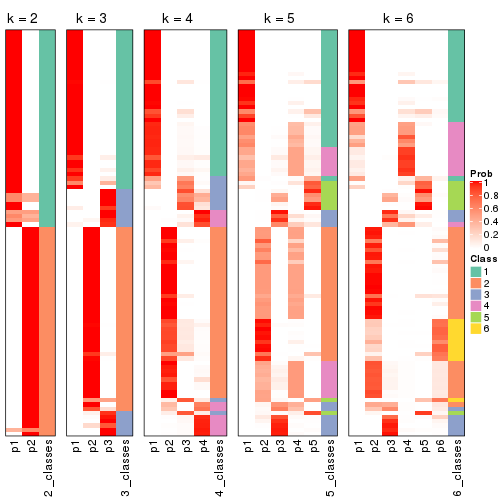 k = 2
k = 3
k = 4
k = 5
k = 6
Prob
1
0.8
0.6
0.4
0.2
0
Class
1
2
3
4
5
6
p1
p2
2_classes
p1
p2
p3
3_classes
p1
p2
p3
p4
4_classes
p1
p2
p3
p4
p5
5_classes
p1
p2
p3
p4
p5
p6
6_classes